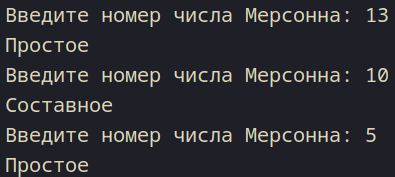 Введите номер числа Мерсонна: 13
Простое
Введите номер числа Мерсонна: 10
Составное
Введите номер числа Мерсонна: 5
Простое